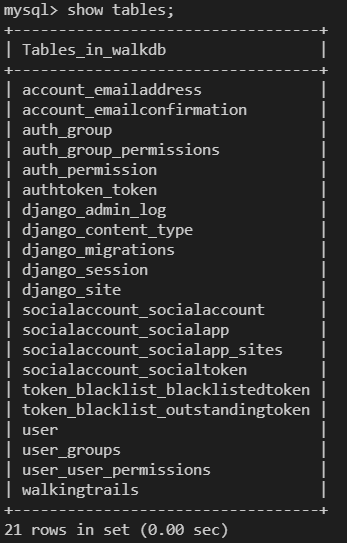 mysql> show tables;
+----------------------------------+
| Tables_in_walkdb                 |
+----------------------------------+
| account_emailaddress             |
| account_emailconfirmation        |
| auth_group                       |
| auth_group_permissions           |
| auth_permission                  |
| authtoken_token                  |
| django_admin_log                 |
| django_content_type              |
| django_migrations                |
| django_session                   |
| django_site                      |
| socialaccount_socialaccount      |
| socialaccount_socialapp          |
| socialaccount_socialapp_sites    |
| socialaccount_socialtoken        |
| token_blacklist_blacklistedtoken |
| token_blacklist_outstandingtoken |
| user                             |
| user_groups                      |
| user_user_permissions            |
| walkingtrails                    |
+----------------------------------+
21 rows in set (0.00 sec)